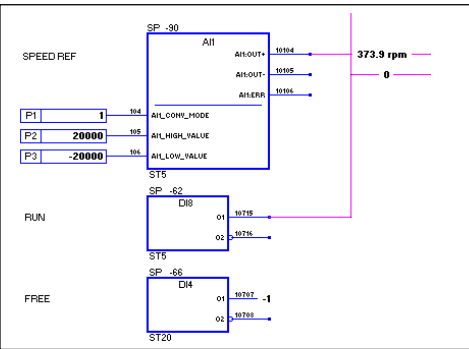 SP -90
AI1
SPEED REF
AI1:OUT+ 10104 373.9 rpm
AI1:OUT- 10105 0
AI1:ERR 10106
P1 1 104 AI1_CONV_MODE
P2 20000 105 AI1_HIGH_VALUE
P3 -20000 106 AI1_LOW_VALUE
ST5
SP -62
DI8
RUN
O1 10715
O2 10716
ST5
SP -66
DI4
FREE
O1 10707 -1
O2 10708
ST20